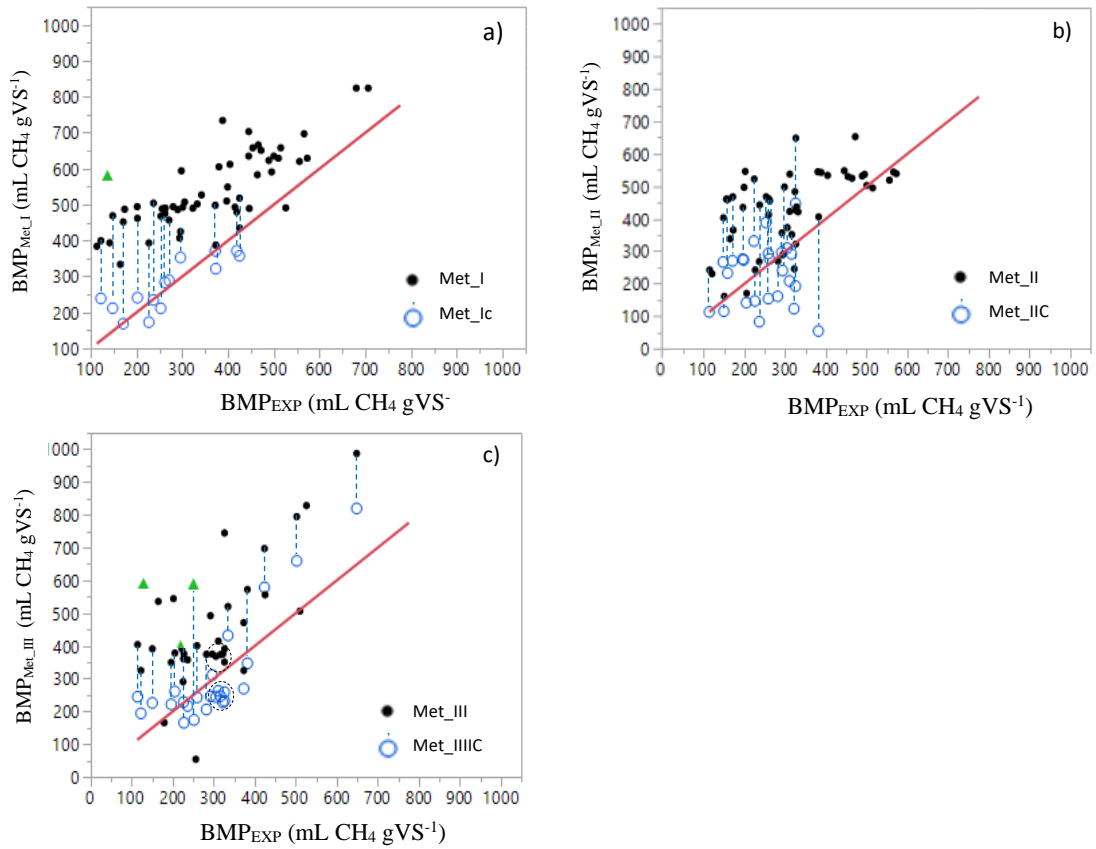 a)
1000
900
800
700
600
500
400
300
200
100
BMPMet_I (mL CH4 gVS-1)
Met_I
Met_Ic
100 200 300 400 500 600 700 800 900 1000
BMPEXP (mL CH4 gVS-
b)
1000
900
800
700
600
500
400
300
200
100
0
BMPMet_II (mL CH4 gVS-1)
Met_II
Met_IIC
0 100 200 300 400 500 600 700 800 900 1000
BMPEXP (mL CH4 gVS-1)
c)
1000
900
800
700
600
500
400
300
200
100
0
BMPMet_III (mL CH4 gVS-1)
Met_III
Met_IIIIC
0 100 200 300 400 500 600 700 800 900 1000
BMPEXP (mL CH4 gVS-1)